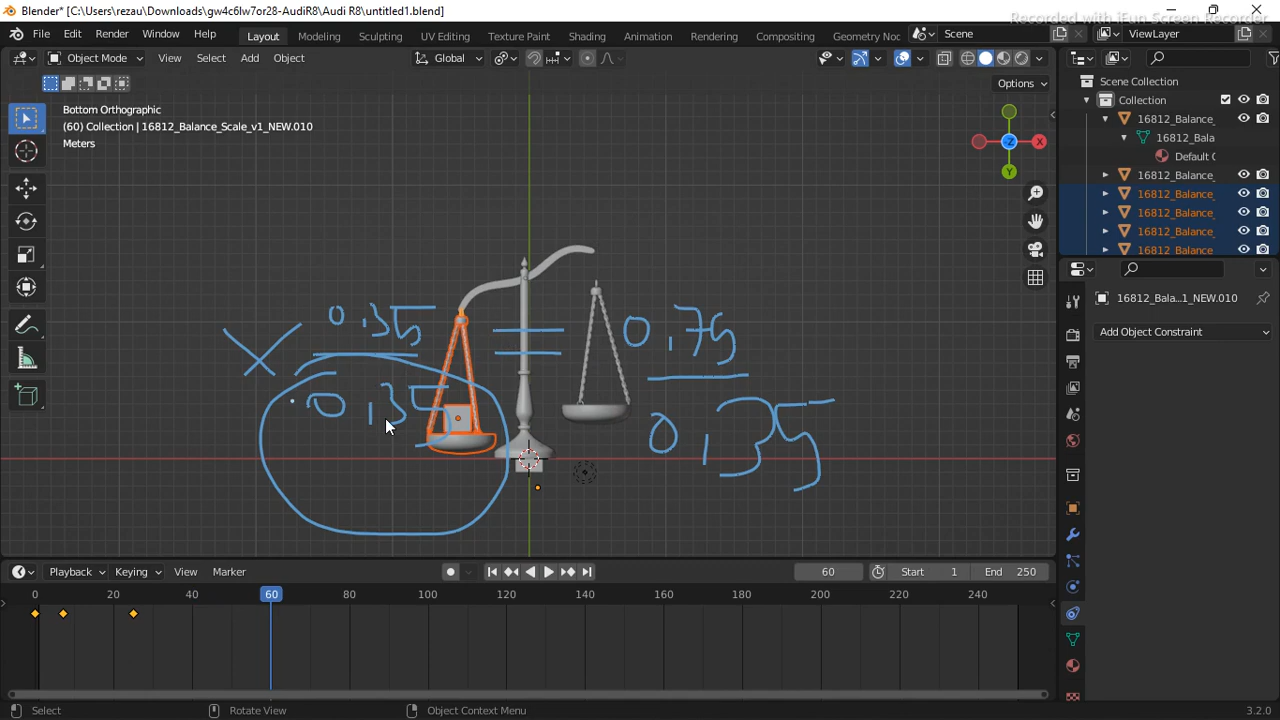 Blender* [C:\Users\rezau\Downloads\gw4c6lw7or28-AudiR8\Audi R8\untitled1.blend]
Recorded with iFun Screen Recorder
File Edit Render Window Help Layout Modeling Sculpting UV Editing Texture Paint Shading Animation Rendering Compositing Geometry Noc Scene ViewLayer
Object Mode View Select Add Object Global
Options
Bottom Orthographic
(60) Collection | 16812_Balance_Scale_v1_NEW.010
Meters
X Y Z
Scene Collection
Collection
16812_Balance_
16812_Bala
Default
16812_Balance_
16812_Balance_
16812_Balance_
16812_Balance_
16812_Balance
16812_Bala...1_NEW.010
Add Object Constraint
X 0,35 = 0,75
0,35 0,35
Playback Keying View Marker 60 Start 1 End 250
0 20 40 60 80 100 120 140 160 180 200 220 240
Select Rotate View Object Context Menu 3.2.0